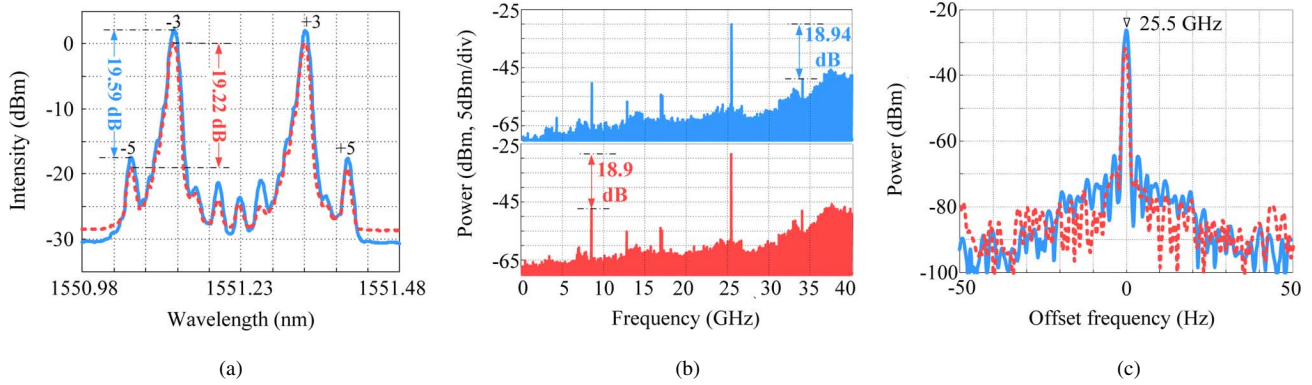 -3
+3
19.59 dB
19.22 dB
-5
+5
0
-10
-20
-30
Intensity (dBm)
1550.98
1551.23
1551.48
Wavelength (nm)
(a)
-25
-45
-65
18.94
dB
-25
-45
-65
18.9
dB
Power (dBm, 5dBm/div)
0
5
10
15
20
25
30
35
40
Frequency (GHz)
(b)
25.5 GHz
-20
-40
-60
-80
-100
Power (dBm)
-50
0
50
Offset frequency (Hz)
(c)